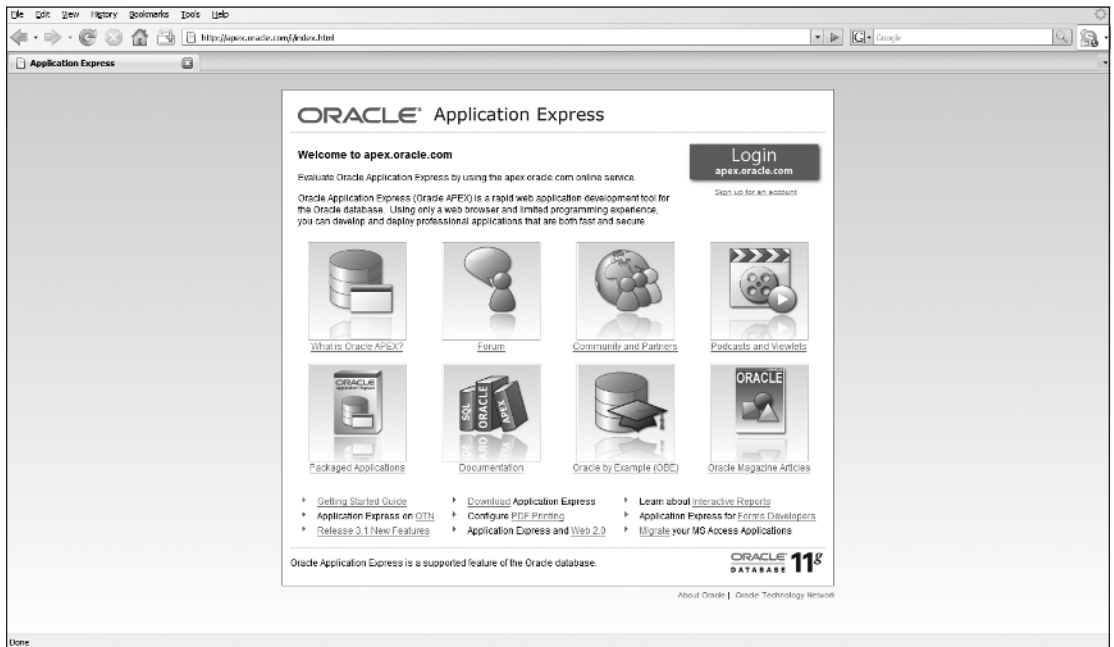 File Edit View History Bookmarks Tools Help
http://apex.oracle.com/i/index.html
G Google
Application Express
ORACLE® Application Express
Welcome to apex.oracle.com
Login
apex.oracle.com
Evaluate Oracle Application Express by using the apex.oracle.com online service.
Sign up for an account
Oracle Application Express (Oracle APEX) is a rapid web application development tool for
the Oracle database. Using only a web browser and limited programming experience,
you can develop and deploy professional applications that are both fast and secure.
What is Oracle APEX?
Forum
Community and Partners
Podcasts and Viewlets
ORACLE
Application Express
SQL
ORACLE
APEX
ORACLE
Packaged Applications
Documentation
Oracle by Example (OBE)
Oracle Magazine Articles
Getting Started Guide
Download Application Express
Learn about Interactive Reports
Application Express on OTN
Configure PDF Printing
Application Express for Forms Developers
Release 3.1 New Features
Application Express and Web 2.0
Migrate your MS Access Applications
Oracle Application Express is a supported feature of the Oracle database.
ORACLE
DATABASE 11g
About Oracle | Oracle Technology Network
Done